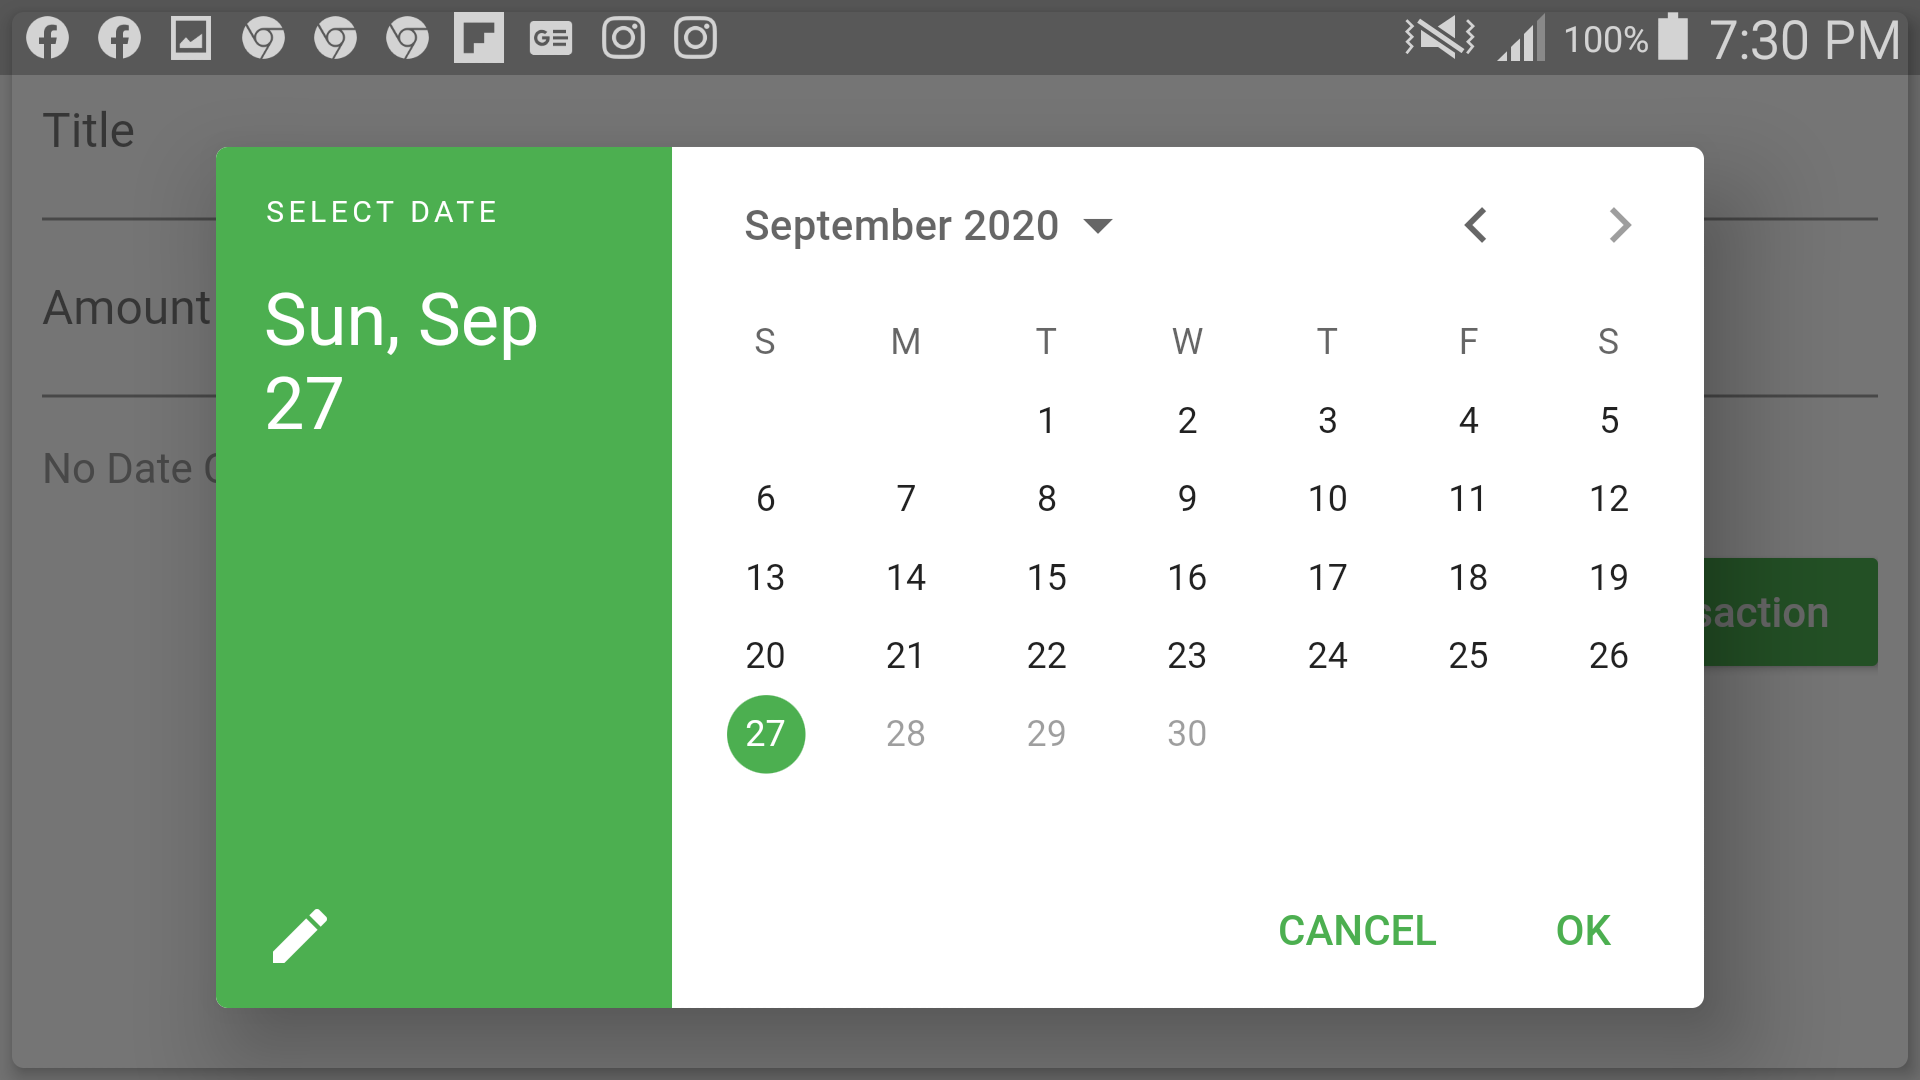 100% 7:30 PM
Title
Amount
No Date
saction
SELECT DATE
Sun, Sep
27
September 2020
S M T W T F S
1 2 3 4 5
6 7 8 9 10 11 12
13 14 15 16 17 18 19
20 21 22 23 24 25 26
27 28 29 30
CANCEL OK